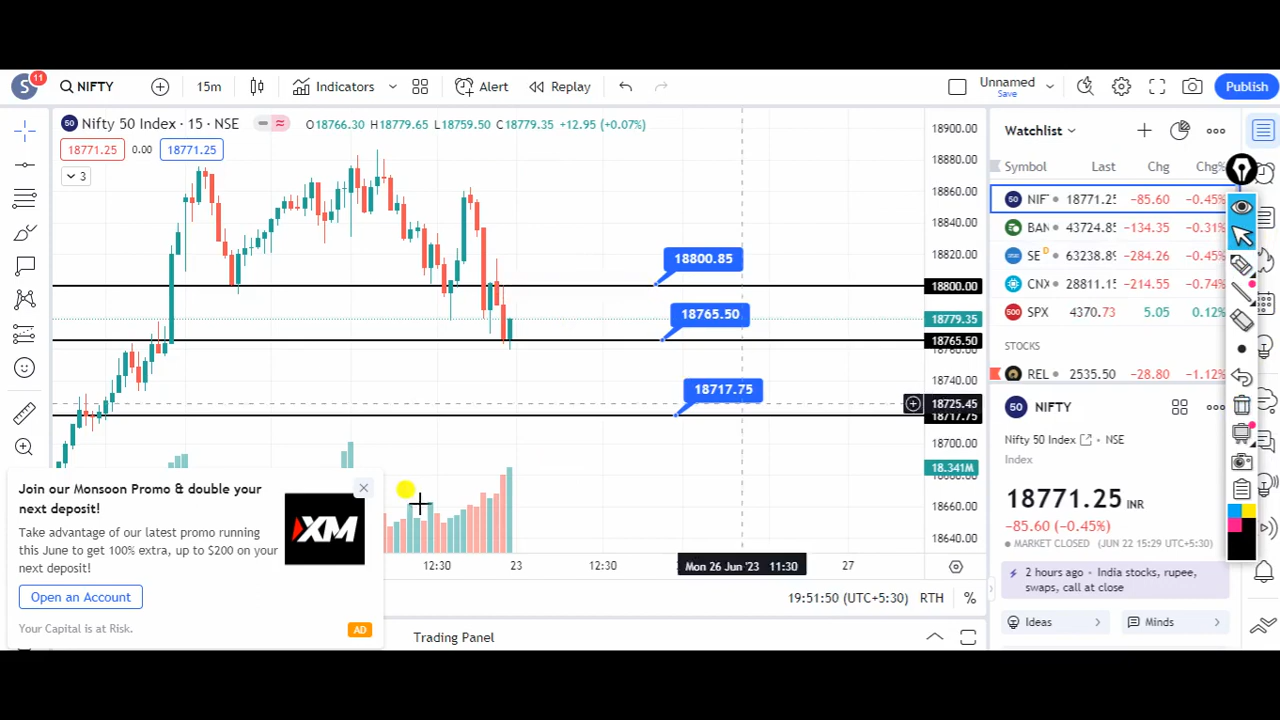 S
11
NIFTY
15m
Indicators
Alert
Replay
Unnamed
Save
Publish
50
Nifty 50 Index · 15 · NSE
O18766.30 H18779.65 L18759.50 C18779.35 +12.95 (+0.07%)
18771.25
0.00
18771.25
3
18900.00
18880.00
18860.00
18840.00
18820.00
18800.00
18779.35
18765.50
18740.00
18725.45
18717.75
18700.00
18.341M
18660.00
18640.00
18800.85
18765.50
18717.75
12:30
23
12:30
Mon 26 Jun '23 11:30
27
19:51:50 (UTC+5:30)
RTH
%
Trading Panel
Join our Monsoon Promo & double your
next deposit!
Take advantage of our latest promo running
this June to get 100% extra, up to $200 on your
next deposit!
Open an Account
Your Capital is at Risk.
AD
XM
Watchlist
Symbol Last Chg Chg%
50 NIF 18771.25 −85.60 −0.45%
BAN 43724.85 −134.35 −0.31%
SE D 63238.89 −284.26 −0.45%
CNX 28811.15 −214.55 −0.74%
500 SPX 4370.73 5.05 0.12%
STOCKS
REL 2535.50 −28.80 −1.12%
50 NIFTY
Nifty 50 Index NSE
Index
18771.25 INR
−85.60 (−0.45%)
MARKET CLOSED (JUN 22 15:29 UTC+5:30)
2 hours ago · India stocks, rupee,
swaps, call at close
Ideas
Minds